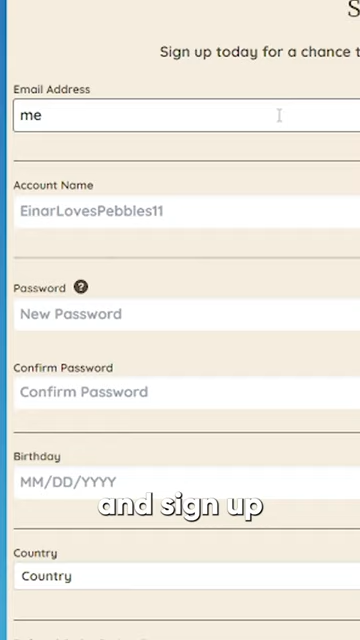 S
Sign up today for a chance t
Email Address
me
Account Name
EinarLovesPebbles11
Password ?
New Password
Confirm Password
Confirm Password
Birthday
MM/DD/YYYY
and sign up
Country
Country